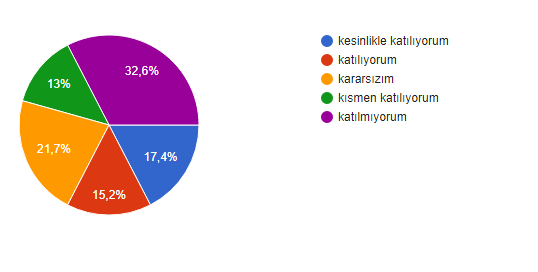 32,6%
13%
21,7%
15,2%
17,4%
kesinlikle katılıyorum
katılıyorum
kararsızım
kısmen katılıyorum
katılmıyorum